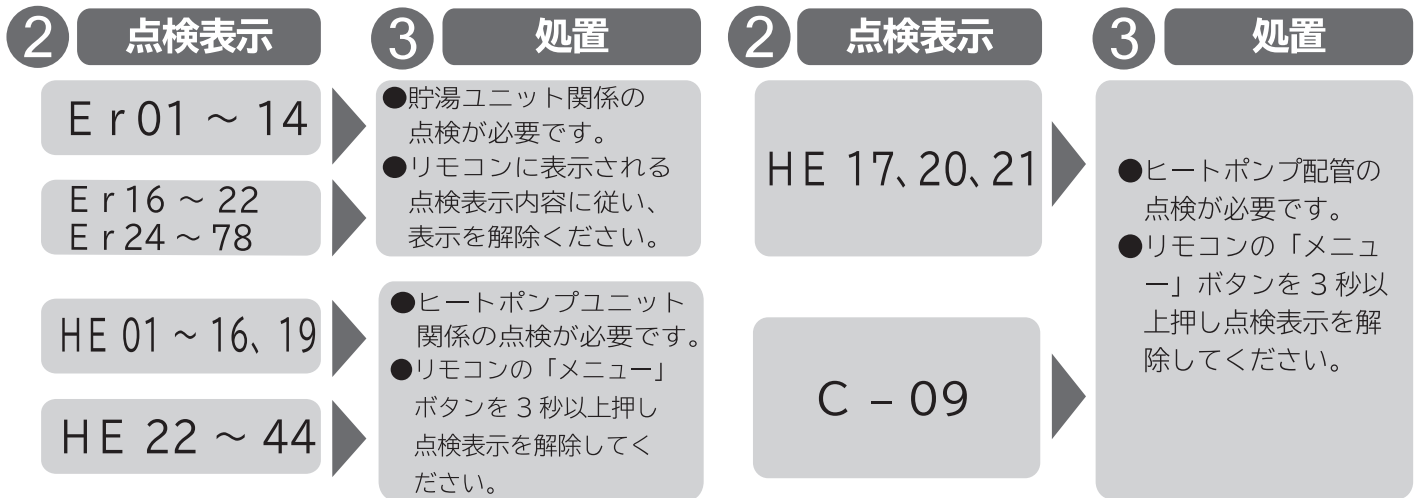 ② 点検表示
③ 処置
Er01 ～ 14
Er16 ～ 22
Er24 ～ 78
●貯湯ユニット関係の
点検が必要です。
●リモコンに表示される
点検表示内容に従い、
表示を解除ください。
HE 01 ～ 16、19
HE 22 ～ 44
●ヒートポンプユニット
関係の点検が必要です。
●リモコンの「メニュー」
ボタンを 3 秒以上押し
点検表示を解除してく
ださい。
② 点検表示
③ 処置
HE 17、20、21
C – 09
●ヒートポンプ配管の
点検が必要です。
●リモコンの「メニュ
ー」ボタンを 3 秒以
上押し点検表示を解
除してください。